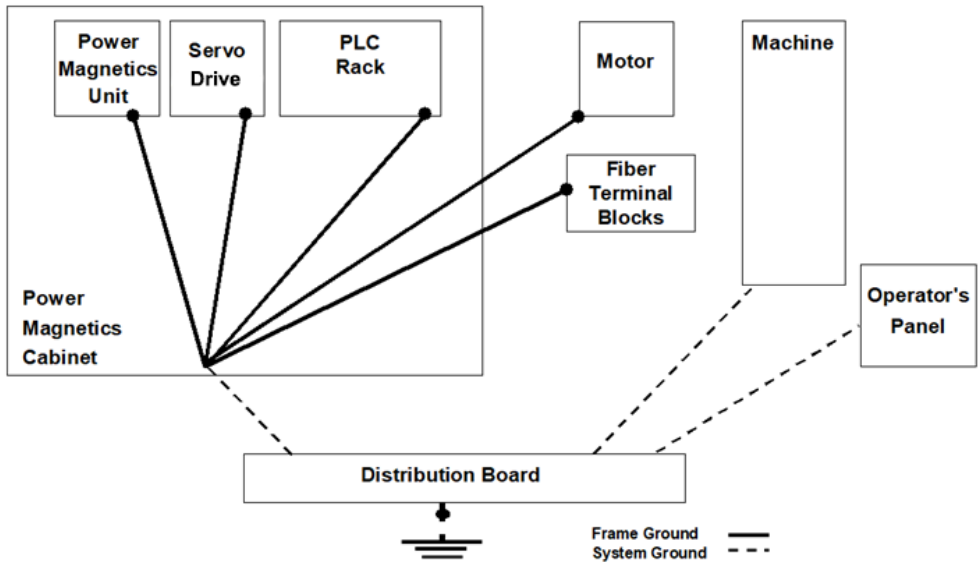 Power
Magnetics
Unit
Servo
Drive
PLC
Rack
Motor
Machine
Fiber
Terminal
Blocks
Operator's
Panel
Power
Magnetics
Cabinet
Distribution Board
Frame Ground
System Ground